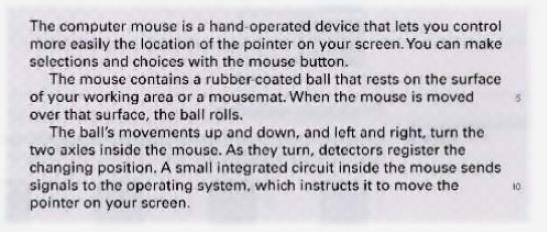 The computer mouse is a hand-operated device that lets you control
more easily the location of the pointer on your screen. You can make
selections and choices with the mouse button.
The mouse contains a rubber-coated ball that rests on the surface
of your working area or a mousemat. When the mouse is moved 5
over that surface, the ball rolls.
The ball's movements up and down, and left and right, turn the
two axles inside the mouse. As they turn, detectors register the
changing position. A small integrated circuit inside the mouse sends
signals to the operating system, which instructs it to move the 10
pointer on your screen.